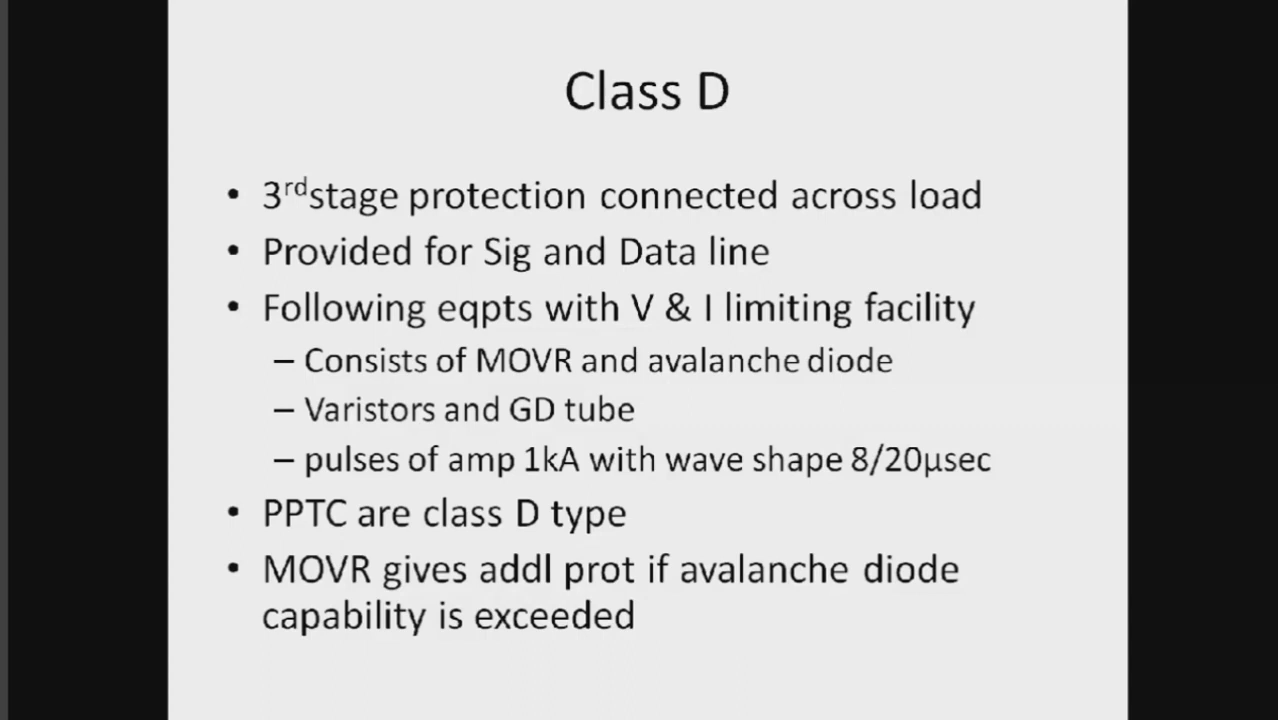 Class D
• 3rdstage protection connected across load
• Provided for Sig and Data line
• Following eqpts with V & I limiting facility
– Consists of MOVR and avalanche diode
– Varistors and GD tube
– pulses of amp 1kA with wave shape 8/20µsec
• PPTC are class D type
• MOVR gives addl prot if avalanche diode
capability is exceeded